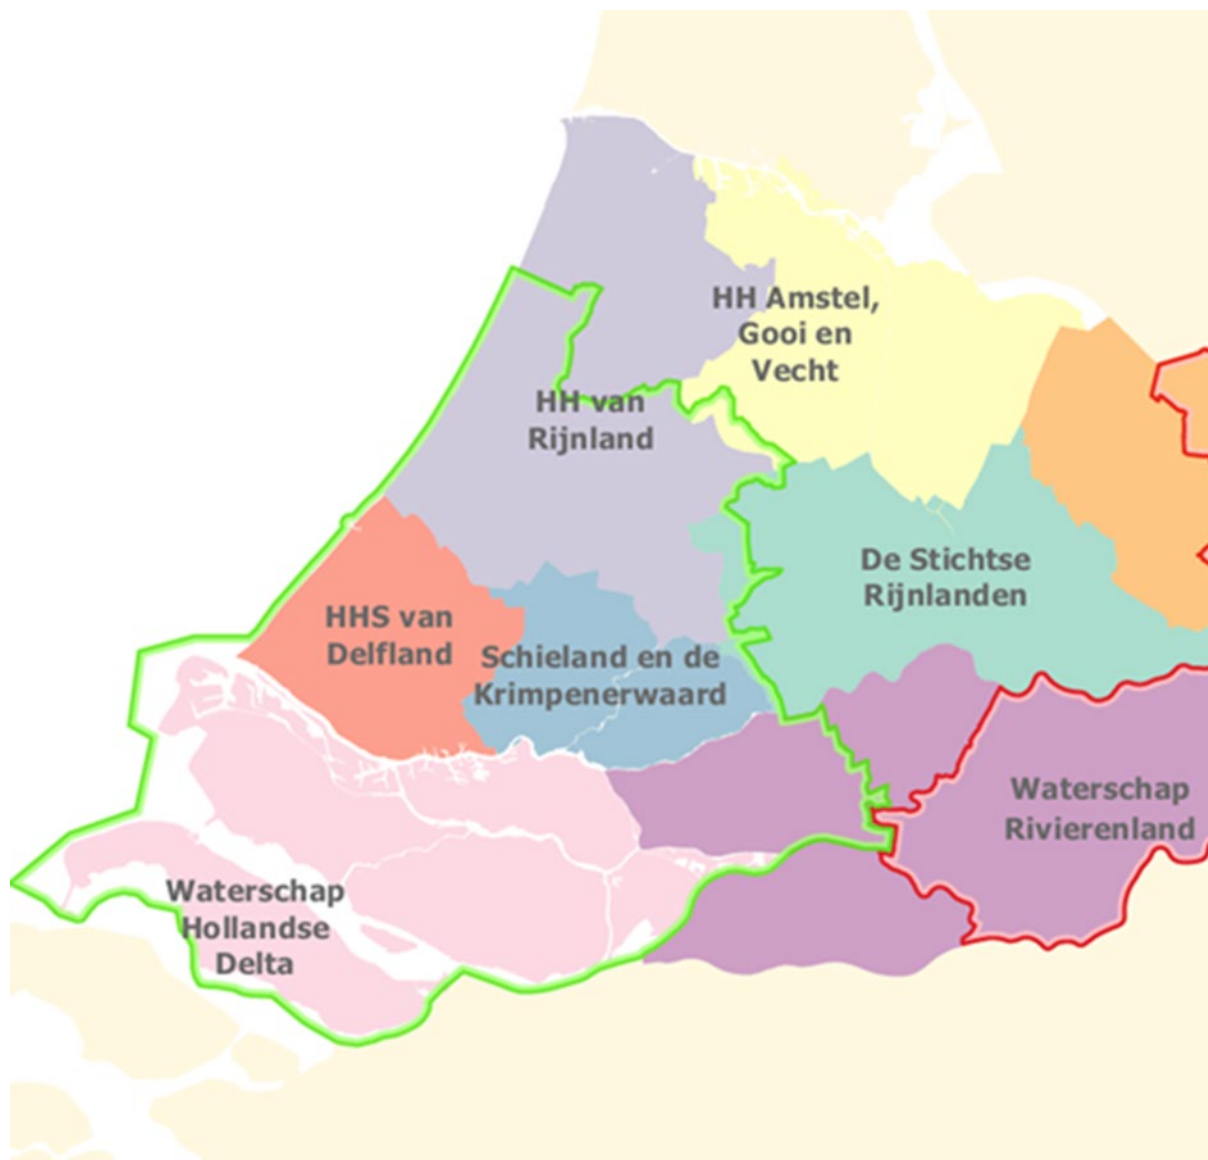 HH Amstel,
Gooi en
Vecht
HH van
Rijnland
De Stichtse
Rijnlanden
HHS van
Delfland
Schieland en de
Krimpenerwaard
Waterschap
Rivierenland
Waterschap
Hollandse
Delta